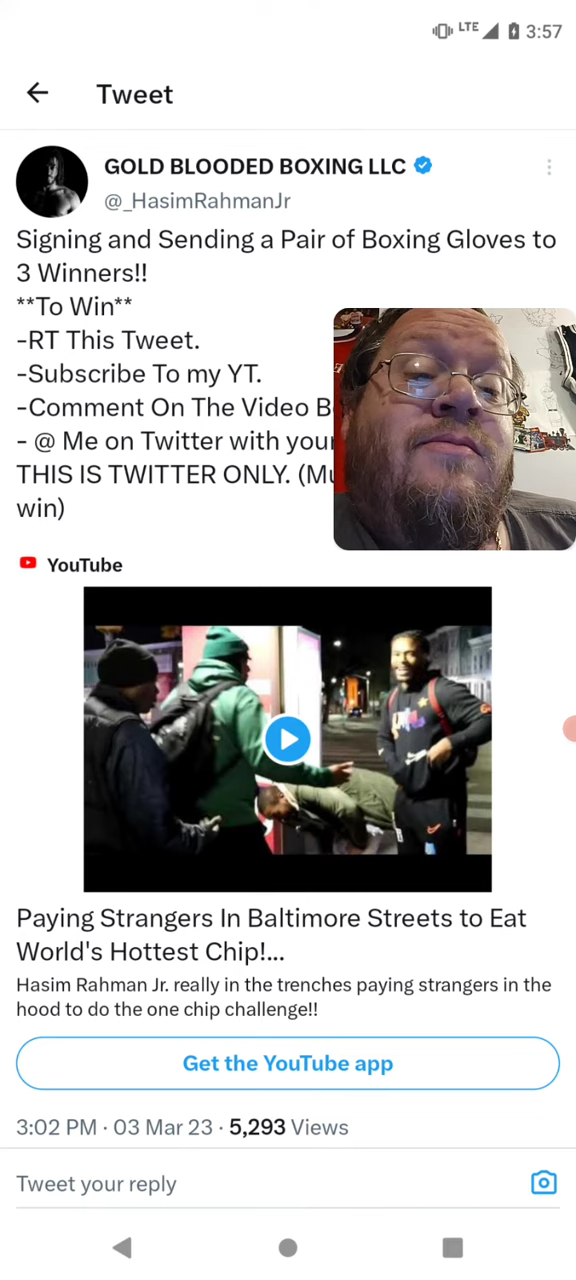 LTE 3:57
Tweet
GOLD BLOODED BOXING LLC
@_HasimRahmanJr
Signing and Sending a Pair of Boxing Gloves to
3 Winners!!
**To Win**
-RT This Tweet.
-Subscribe To my YT.
-Comment On The Video
- @ Me on Twitter with
THIS IS TWITTER ONLY.
win)
YouTube
Paying Strangers In Baltimore Streets to Eat
World's Hottest Chip!...
Hasim Rahman Jr. really in the trenches paying strangers in the
hood to do the one chip challenge!!
Get the YouTube app
3:02 PM · 03 Mar 23 · 5,293 Views
Tweet your reply